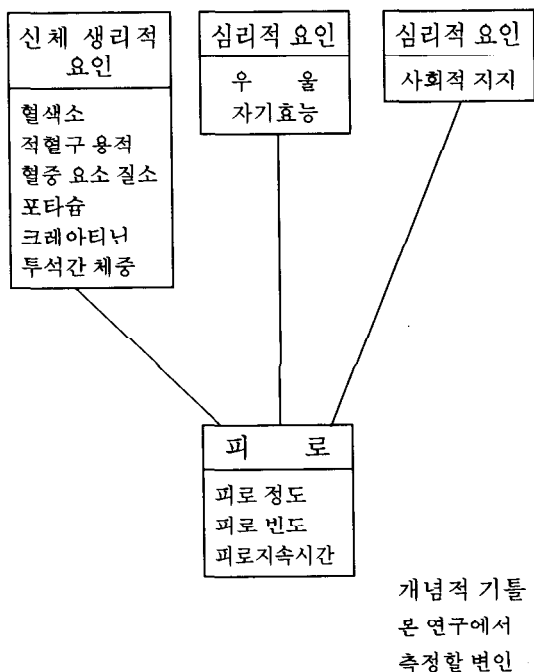 신체 생리적
요인
혈색소
적혈구 용적
혈중 요소 질소
포타슘
크레아티닌
투석간 체중
심리적 요인
우 울
자기효능
심리적 요인
사회적 지지
피 로
피로 정도
피로 빈도
피로지속시간
개념적 기틀
본 연구에서
측정할 변인